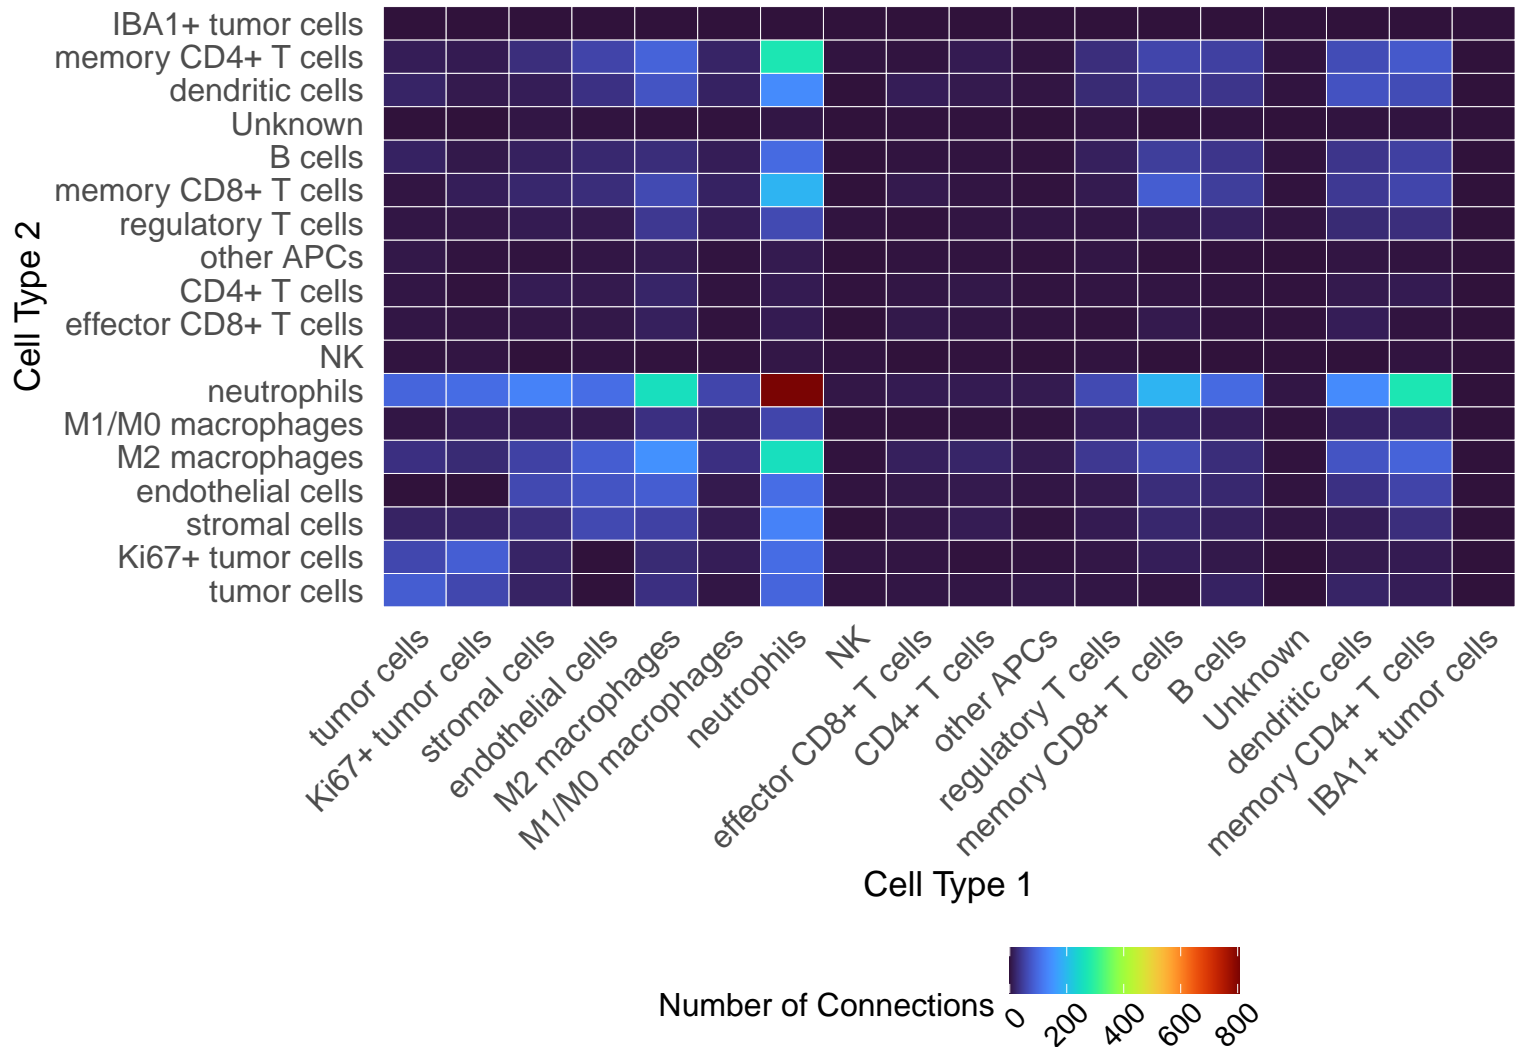 IBA1+ tumor cells
memory CD4+ T cells
dendritic cells
Unknown
B cells
memory CD8+ T cells
regulatory T cells
other APCs
CD4+ T cells
effector CD8+ T cells
NK
neutrophils
M1/M0 macrophages
M2 macrophages
endothelial cells
stromal cells
Ki67+ tumor cells
tumor cells
Cell Type 2
tumor cells
Ki67+ tumor cells
stromal cells
endothelial cells
M2 macrophages
M1/M0 macrophages
neutrophils
NK
effector CD8+ T cells
CD4+ T cells
other APCs
regulatory T cells
memory CD8+ T cells
B cells
Unknown
dendritic cells
memory CD4+ T cells
IBA1+ tumor cells
Cell Type 1
Number of Connections
0
200
400
600
800